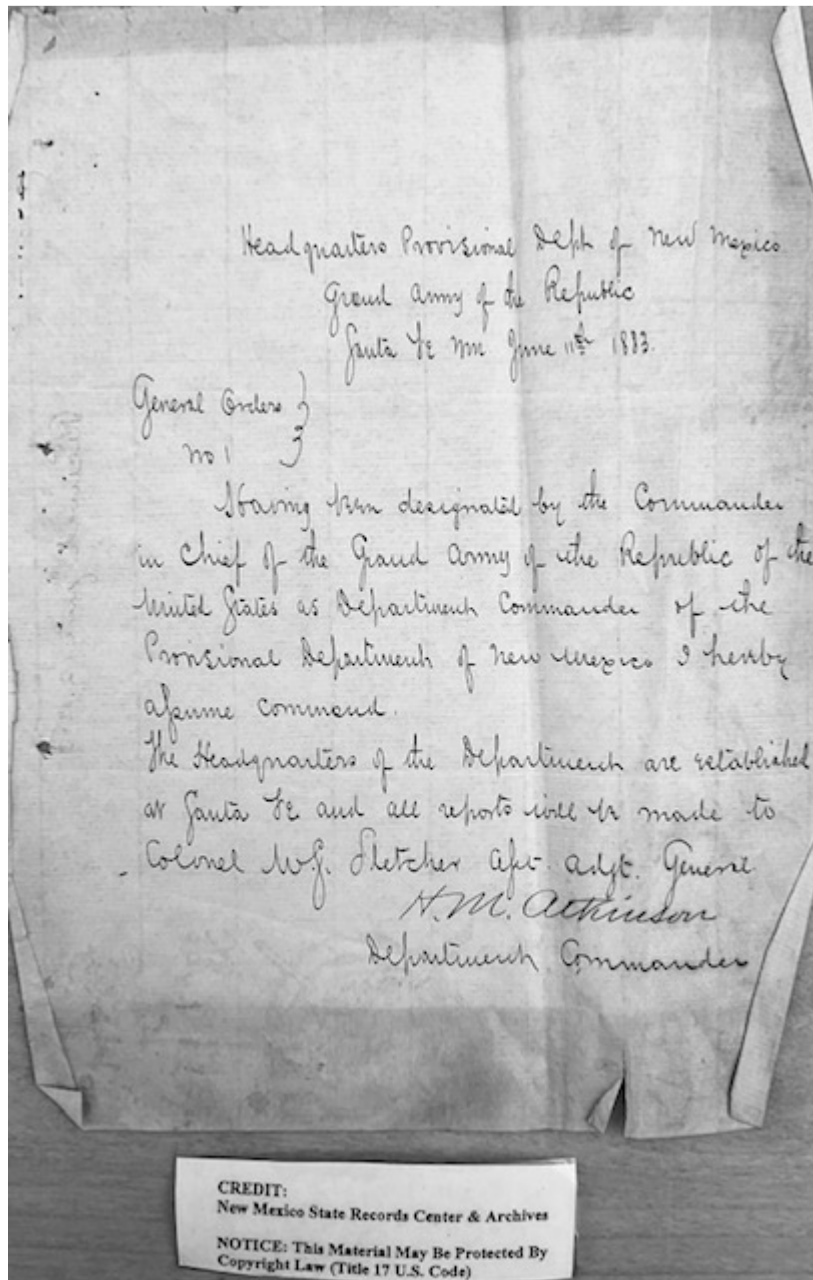 Headquarters Provisional Dept of New Mexico
Grand Army of the Republic
Santa Fe NM June 11th 1883.
General Orders }
No 1
Having been designated by the Commander
in Chief of the Grand Army of the Republic of the
United States as Department Commander of the
Provisional Department of New Mexico I hereby
assume command.
The Headquarters of the Department are established
at Santa Fe and all reports will be made to
Colonel W.G. Fletcher Asst. Adgt. General
H. M. Atkinson
Department Commander
CREDIT:
New Mexico State Records Center & Archives
NOTICE: This Material May Be Protected By
Copyright Law (Title 17 U.S. Code)